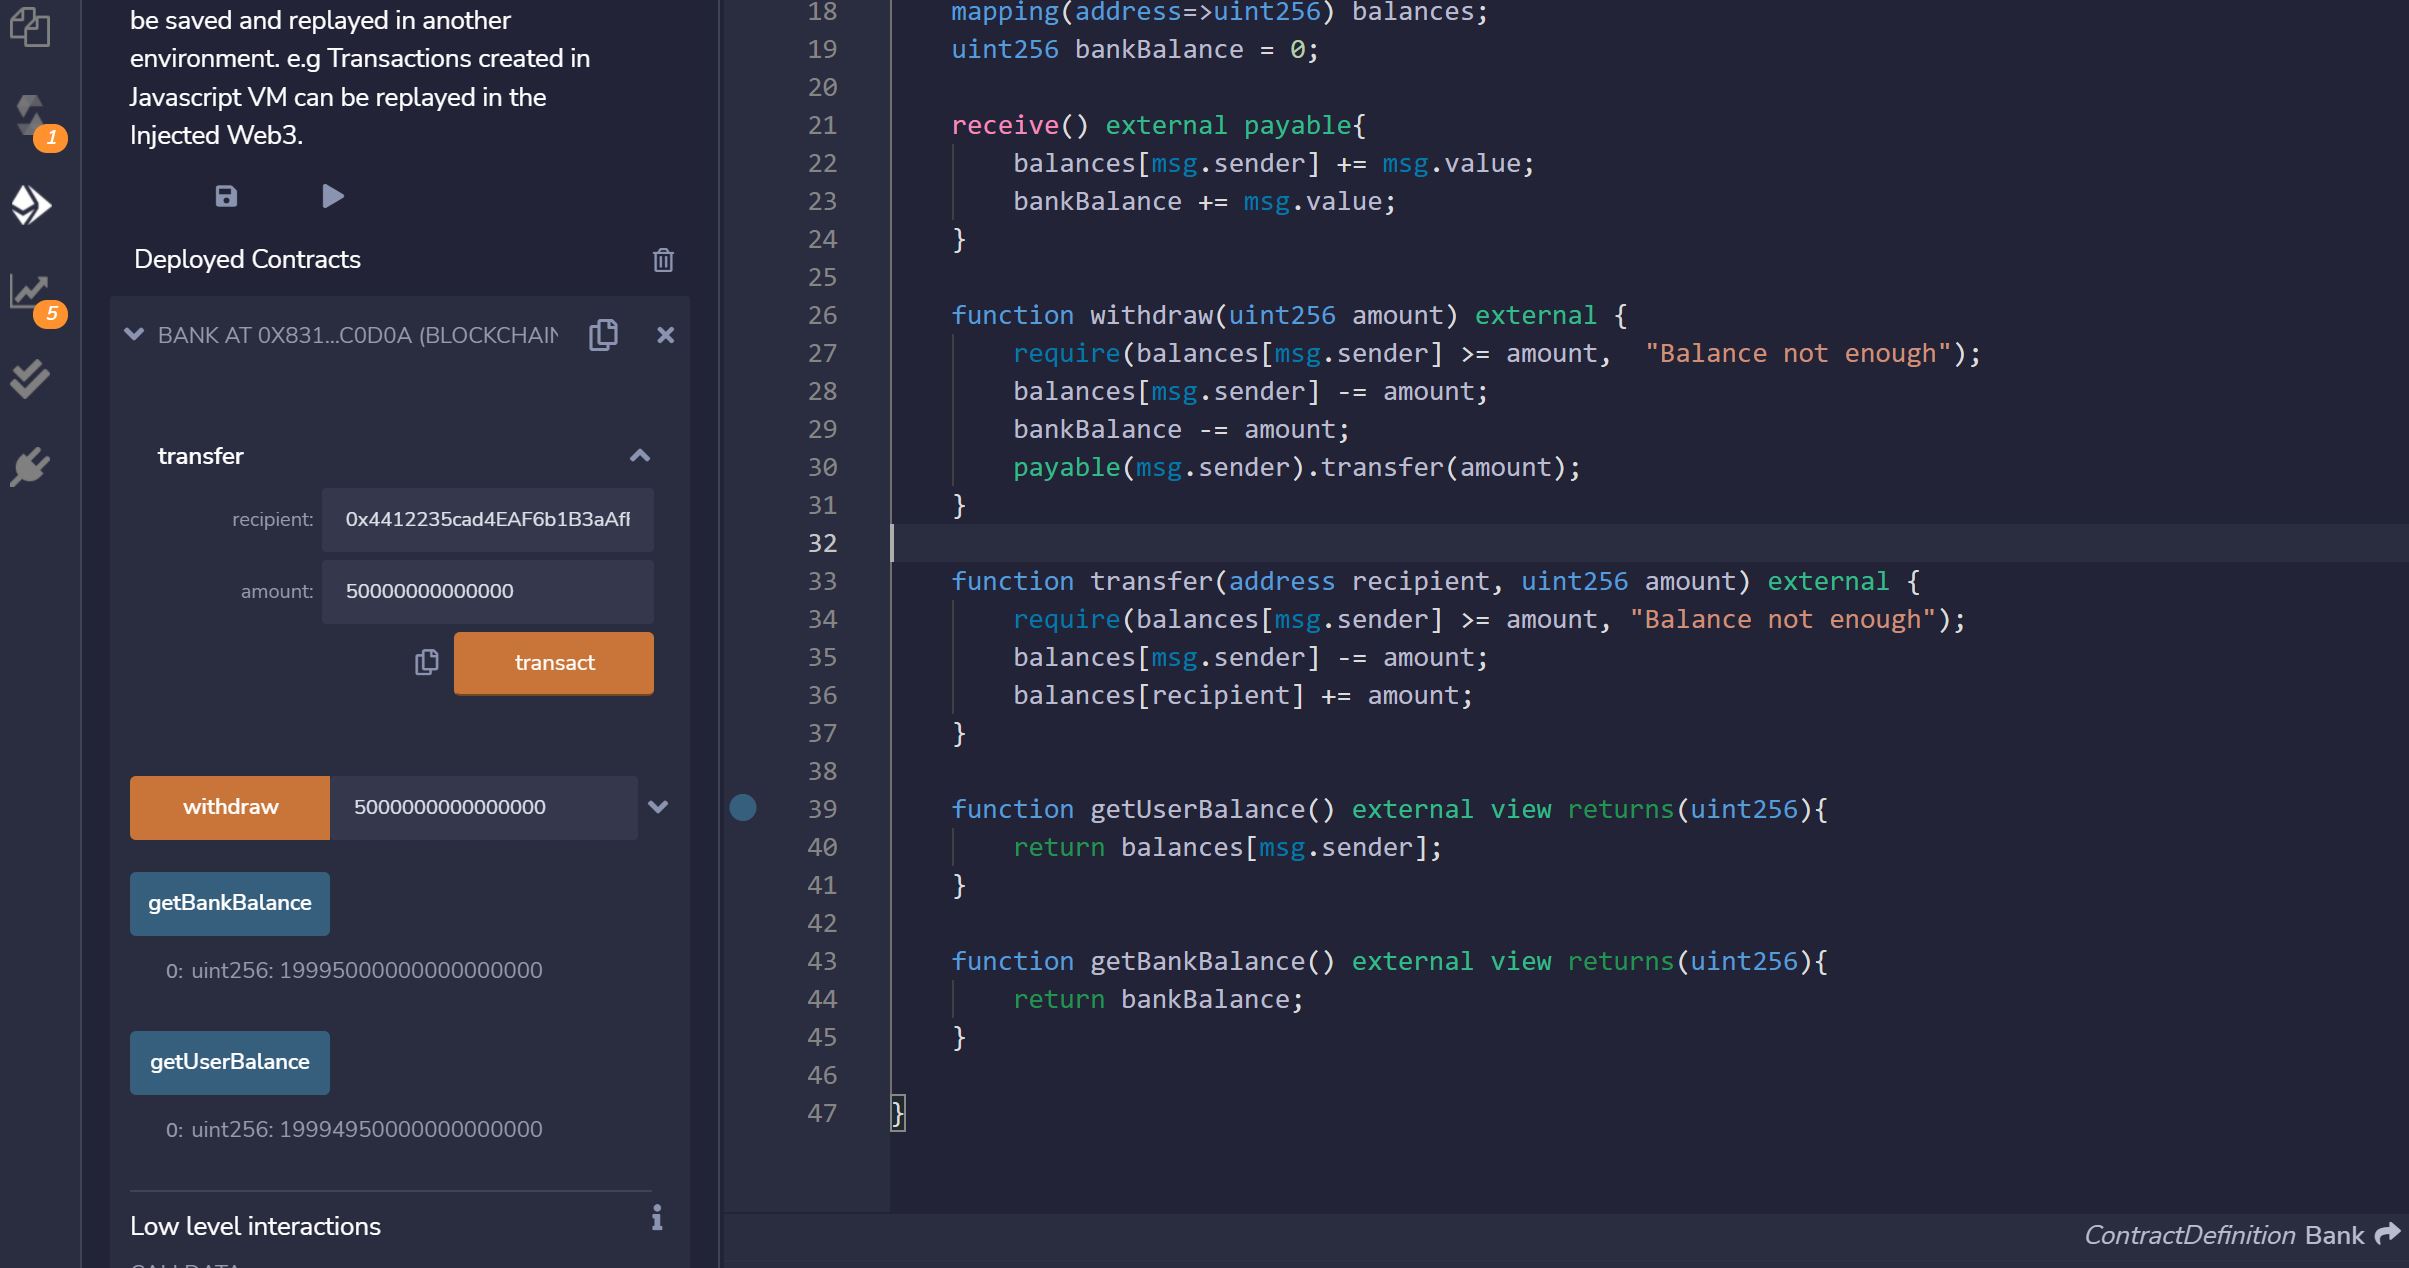 be saved and replayed in another
environment. e.g Transactions created in
Javascript VM can be replayed in the
Injected Web3.
1
5
Deployed Contracts
BANK AT 0X831...C0D0A (BLOCKCHAIN
transfer
recipient: 0x4412235cad4EAF6b1B3aAfF
amount: 50000000000000
transact
withdraw 5000000000000000
getBankBalance
0: uint256: 19995000000000000000
getUserBalance
0: uint256: 19994950000000000000
Low level interactions
CALLDATA
18 mapping(address=>uint256) balances;
19 uint256 bankBalance = 0;
20
21 receive() external payable{
22 balances[msg.sender] += msg.value;
23 bankBalance += msg.value;
24 }
25
26 function withdraw(uint256 amount) external {
27 require(balances[msg.sender] >= amount,  "Balance not enough");
28 balances[msg.sender] -= amount;
29 bankBalance -= amount;
30 payable(msg.sender).transfer(amount);
31 }
32
33 function transfer(address recipient, uint256 amount) external {
34 require(balances[msg.sender] >= amount, "Balance not enough");
35 balances[msg.sender] -= amount;
36 balances[recipient] += amount;
37 }
38
39 function getUserBalance() external view returns(uint256){
40 return balances[msg.sender];
41 }
42
43 function getBankBalance() external view returns(uint256){
44 return bankBalance;
45 }
46
47 }
ContractDefinition Bank